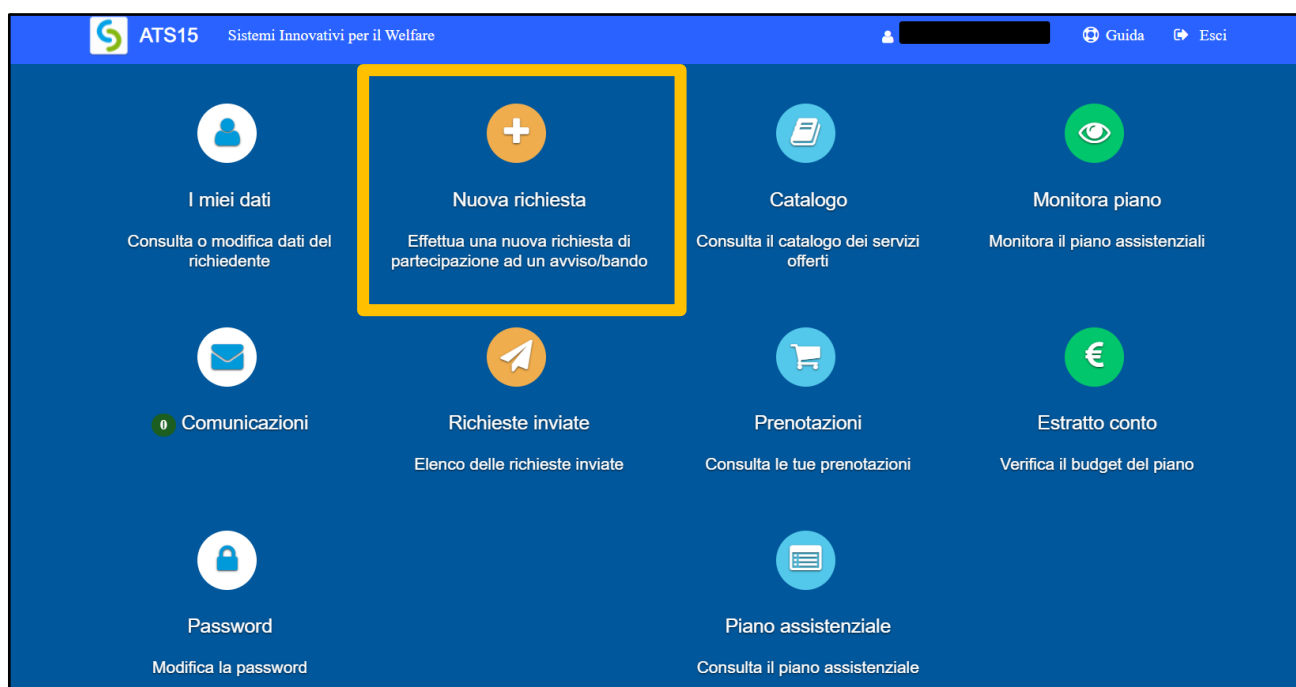 ATS15 Sistemi Innovativi per il Welfare Guida Esci
I miei dati
Consulta o modifica dati del
richiedente
Nuova richiesta
Effettua una nuova richiesta di
partecipazione ad un avviso/bando
Catalogo
Consulta il catalogo dei servizi
offerti
Monitora piano
Monitora il piano assistenziali
0 Comunicazioni
Richieste inviate
Elenco delle richieste inviate
Prenotazioni
Consulta le tue prenotazioni
€
Estratto conto
Verifica il budget del piano
Password
Modifica la password
Piano assistenziale
Consulta il piano assistenziale